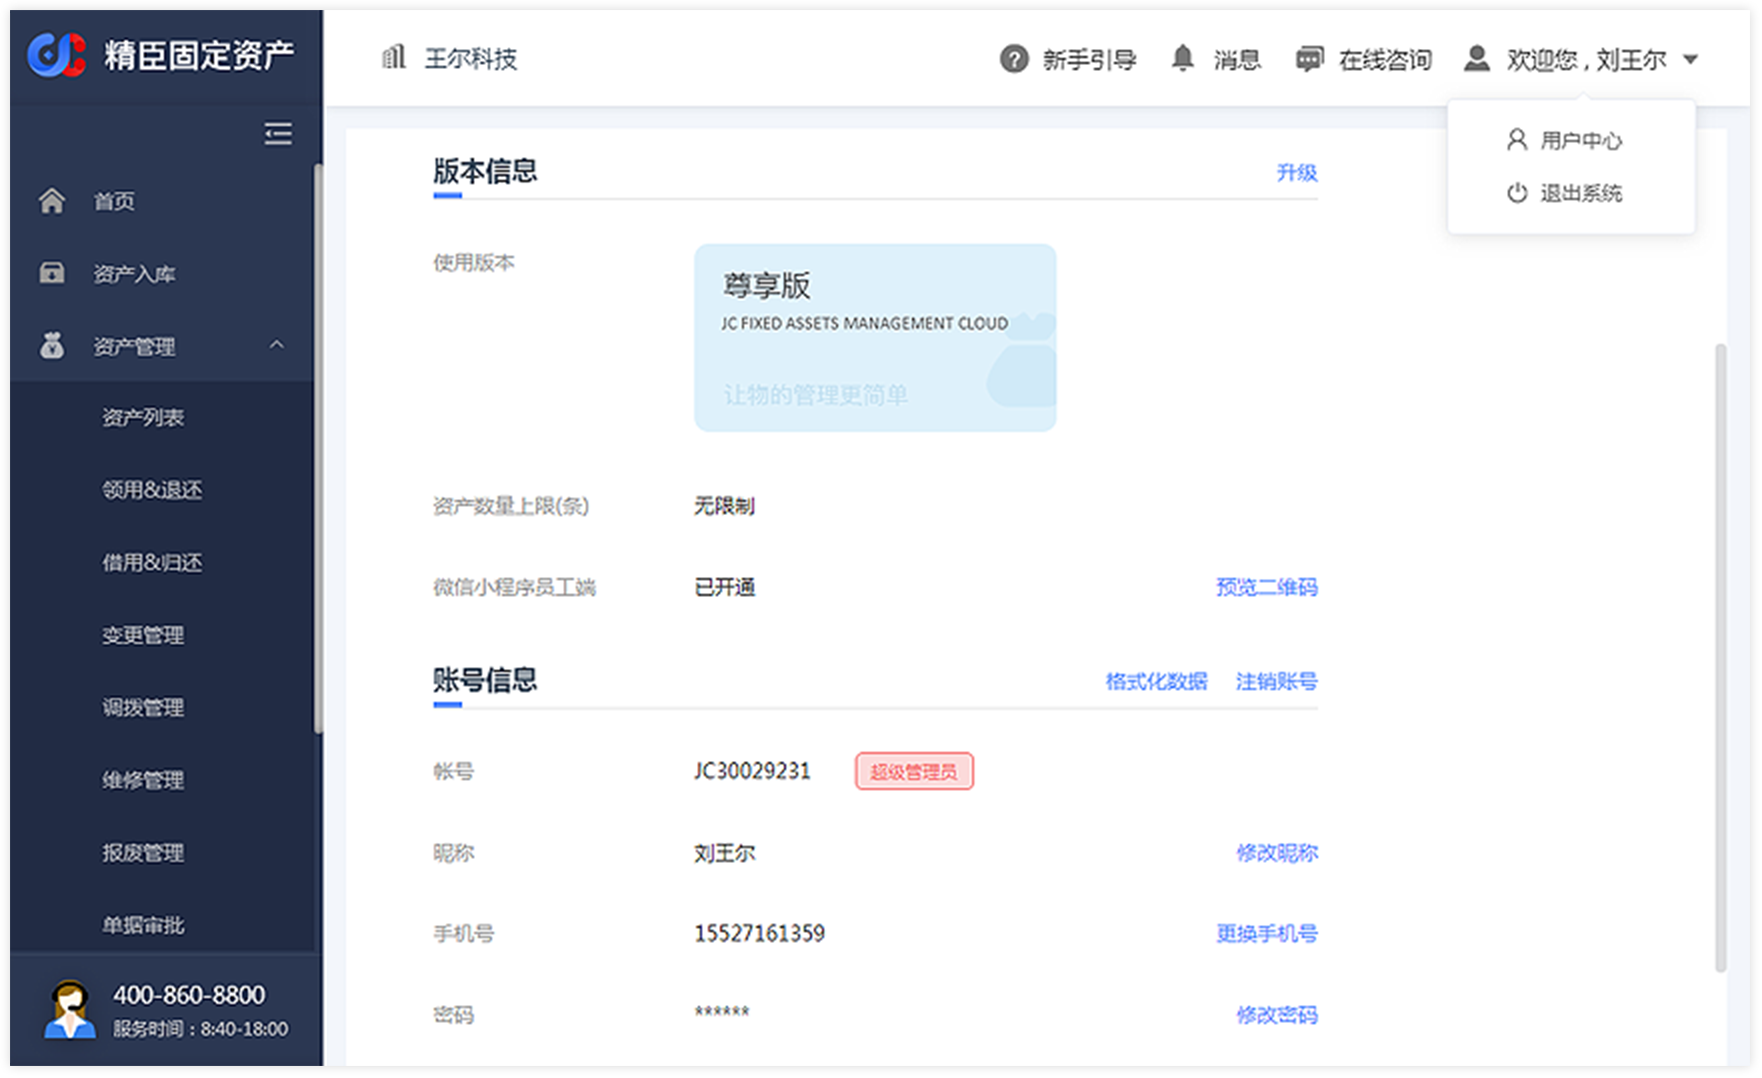 精臣固定资产
王尔科技
新手引导
消息
在线咨询
欢迎您，刘王尔
用户中心
退出系统
首页
资产入库
资产管理
资产列表
领用&退还
借用&归还
变更管理
调拨管理
维修管理
报废管理
单据审批
400-860-8800
服务时间：8:40-18:00
版本信息
升级
使用版本
尊享版
JC FIXED ASSETS MANAGEMENT CLOUD
让物的管理更简单
资产数量上限(条)
无限制
微信小程序员工端
已开通
预览二维码
账号信息
格式化数据
注销账号
帐号
JC30029231
超级管理员
昵称
刘王尔
修改昵称
手机号
15527161359
更换手机号
密码
******
修改密码